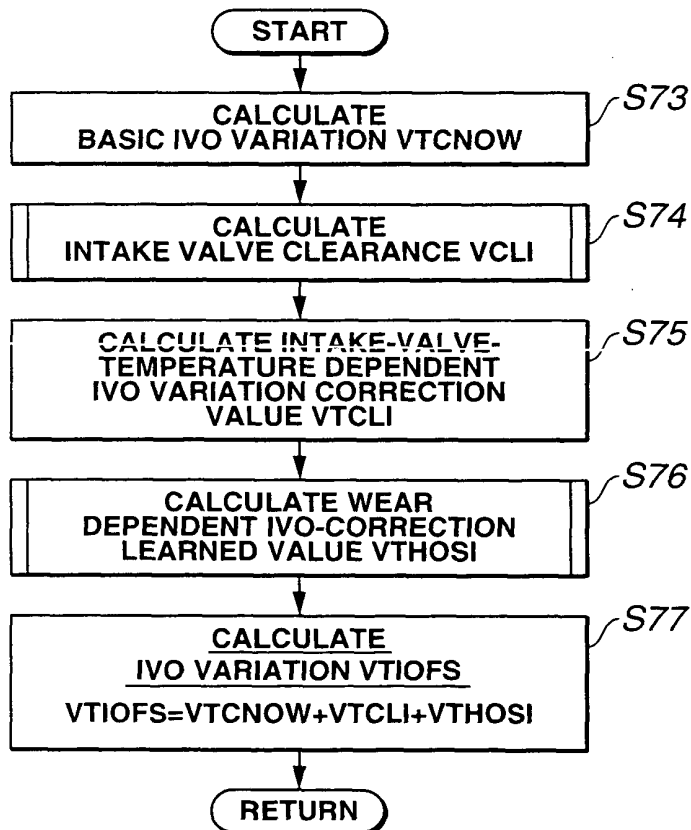 START
CALCULATE
BASIC IVO VARIATION VTCNOW
S73
CALCULATE
INTAKE VALVE CLEARANCE VCLI
S74
CALCULATE INTAKE-VALVE-
TEMPERATURE DEPENDENT
IVO VARIATION CORRECTION
VALUE VTCLI
S75
CALCULATE WEAR
DEPENDENT IVO-CORRECTION
LEARNED VALUE VTHOSI
S76
CALCULATE
IVO VARIATION VTIOFS
VTIOFS=VTCNOW+VTCLI+VTHOSI
S77
RETURN